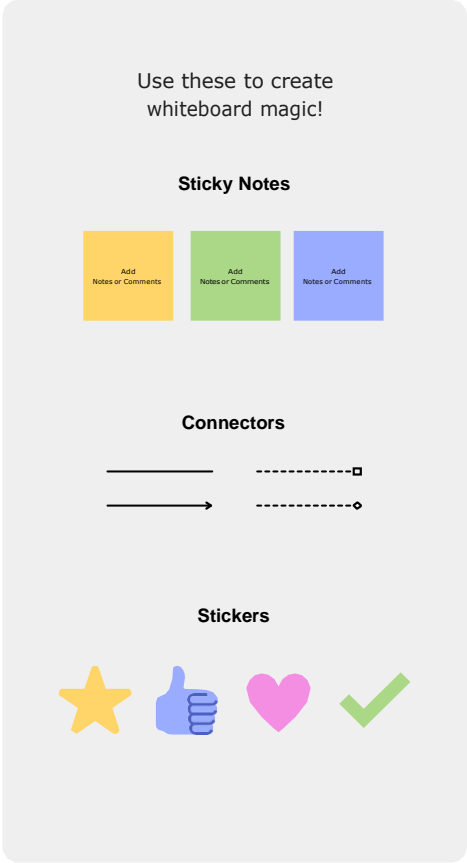 Use these to create
whiteboard magic!
Sticky Notes
Add
Notes or Comments
Add
Notes or Comments
Add
Notes or Comments
Connectors
Stickers